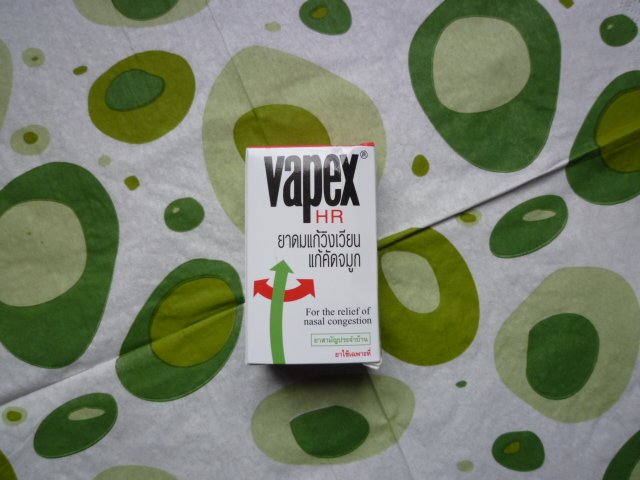 vapex®
HR
ยาดมแก้วิงเวียน
แก้คัดจมูก
For the relief of
nasal congestion
ยาสามัญประจำบ้าน
ยาใช้เฉพาะที่